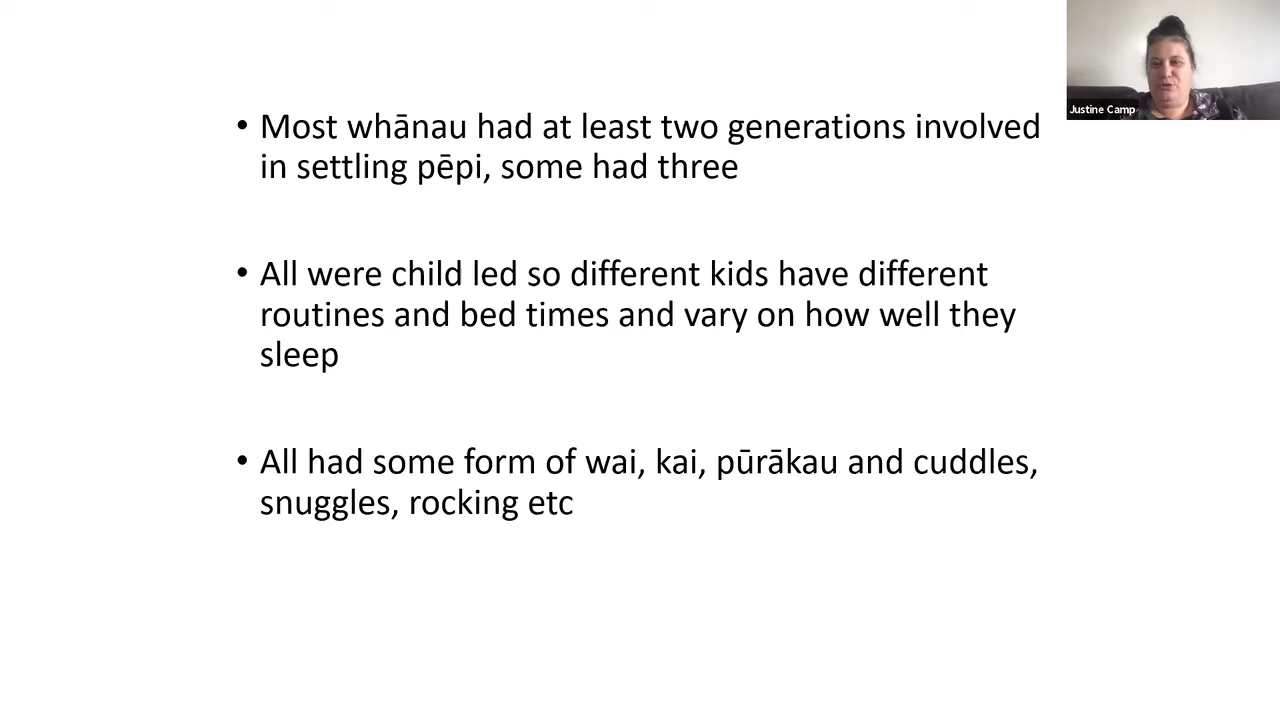 • Most whānau had at least two generations involved
in settling pēpi, some had three
• All were child led so different kids have different
routines and bed times and vary on how well they
sleep
• All had some form of wai, kai, pūrākau and cuddles,
snuggles, rocking etc
Justine Camp